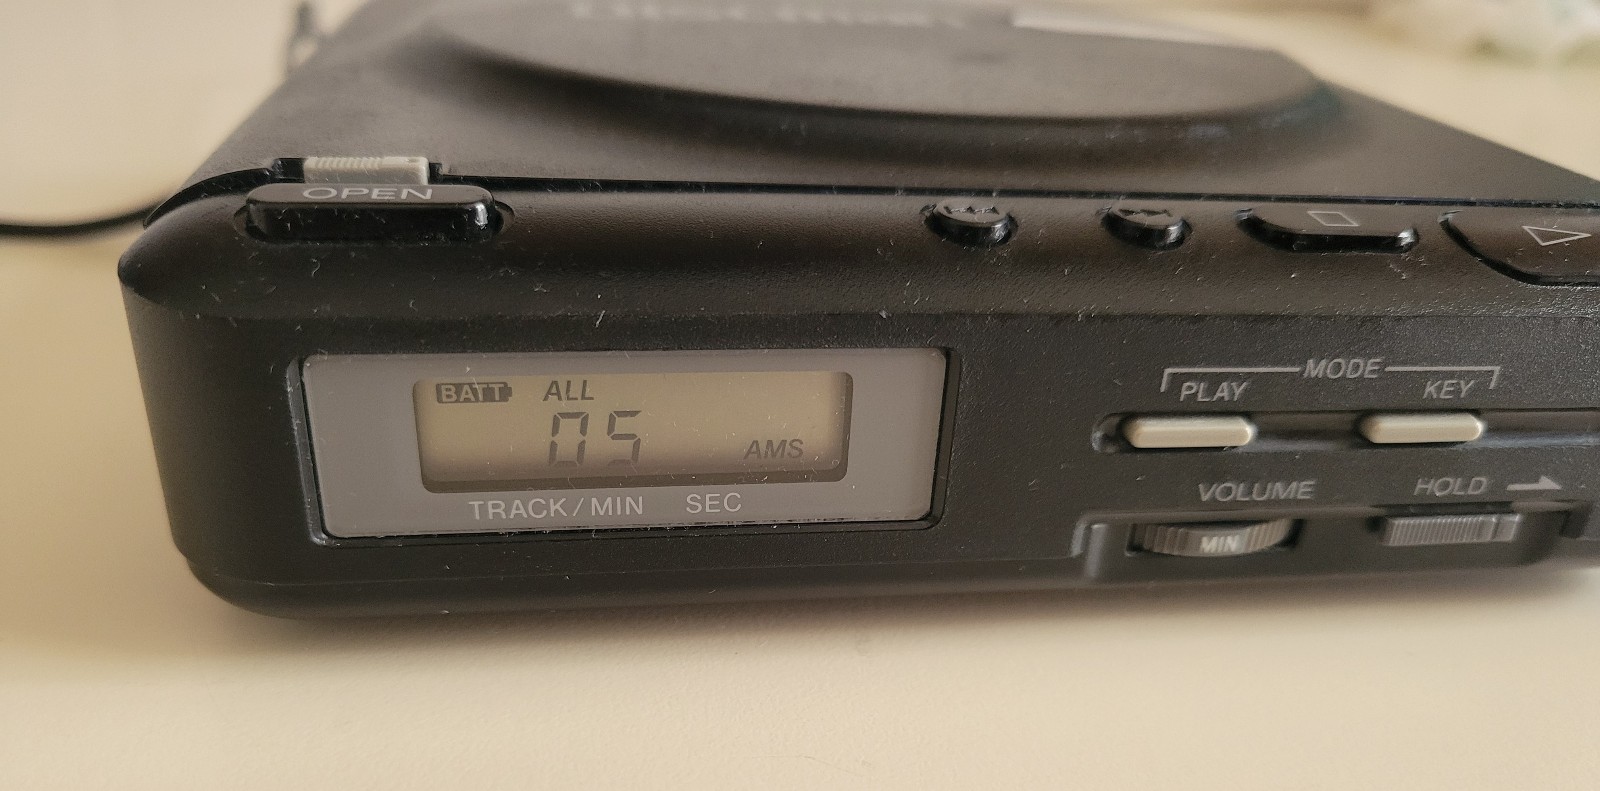 OPEN
MODE
PLAY KEY
BATT ALL
05
AMS
TRACK/MIN SEC
VOLUME HOLD
MIN